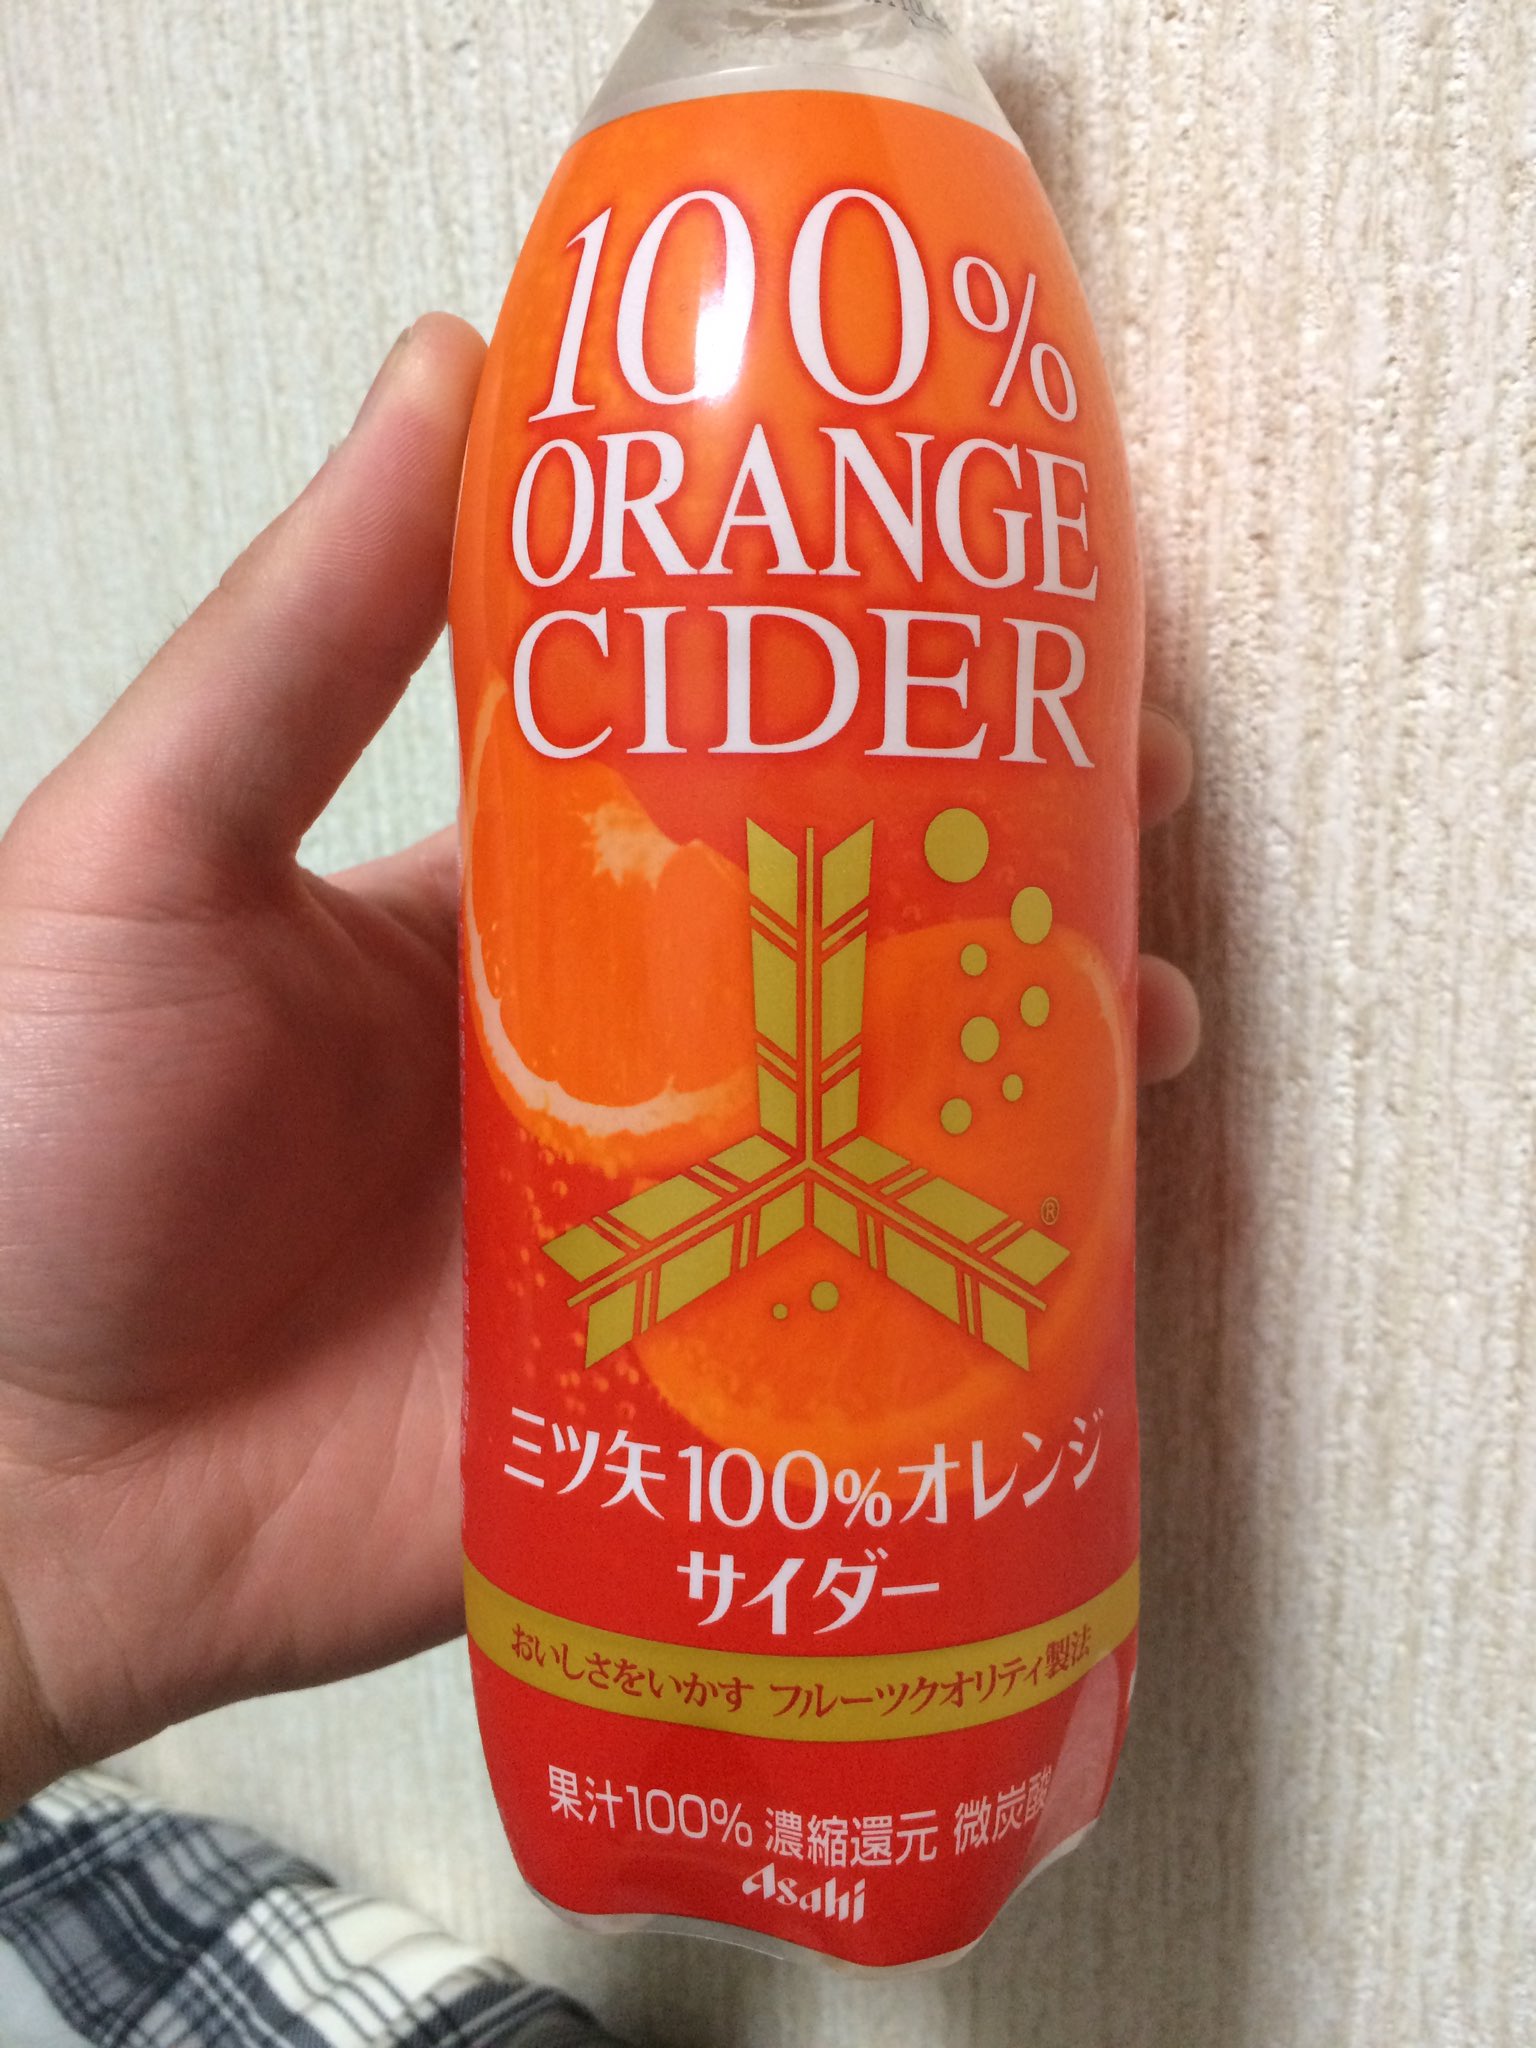 100%
ORANGE
CIDER
®
三ツ矢100%オレンジ
サイダー
おいしさをいかす フルーツクオリティ製法
果汁100% 濃縮還元 微炭酸
Asahi